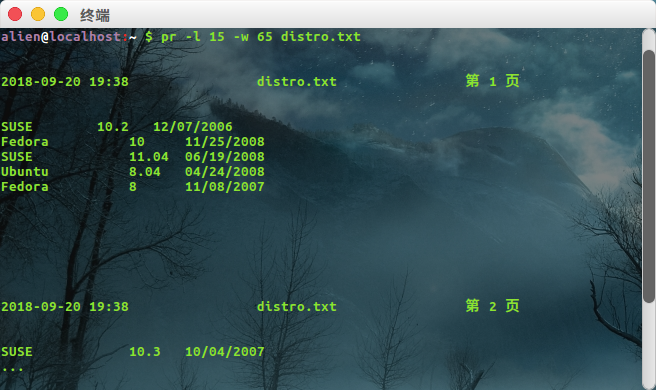 终端
allen@localhost:~ $ pr -l 15 -w 65 distro.txt
2018-09-20 19:38                distro.txt                第 1 页
SUSE        10.2   12/07/2006
Fedora          10     11/25/2008
SUSE            11.04  06/19/2008
Ubuntu          8.04   04/24/2008
Fedora          8      11/08/2007
2018-09-20 19:38                distro.txt                第 2 页
SUSE            10.3   10/04/2007
...